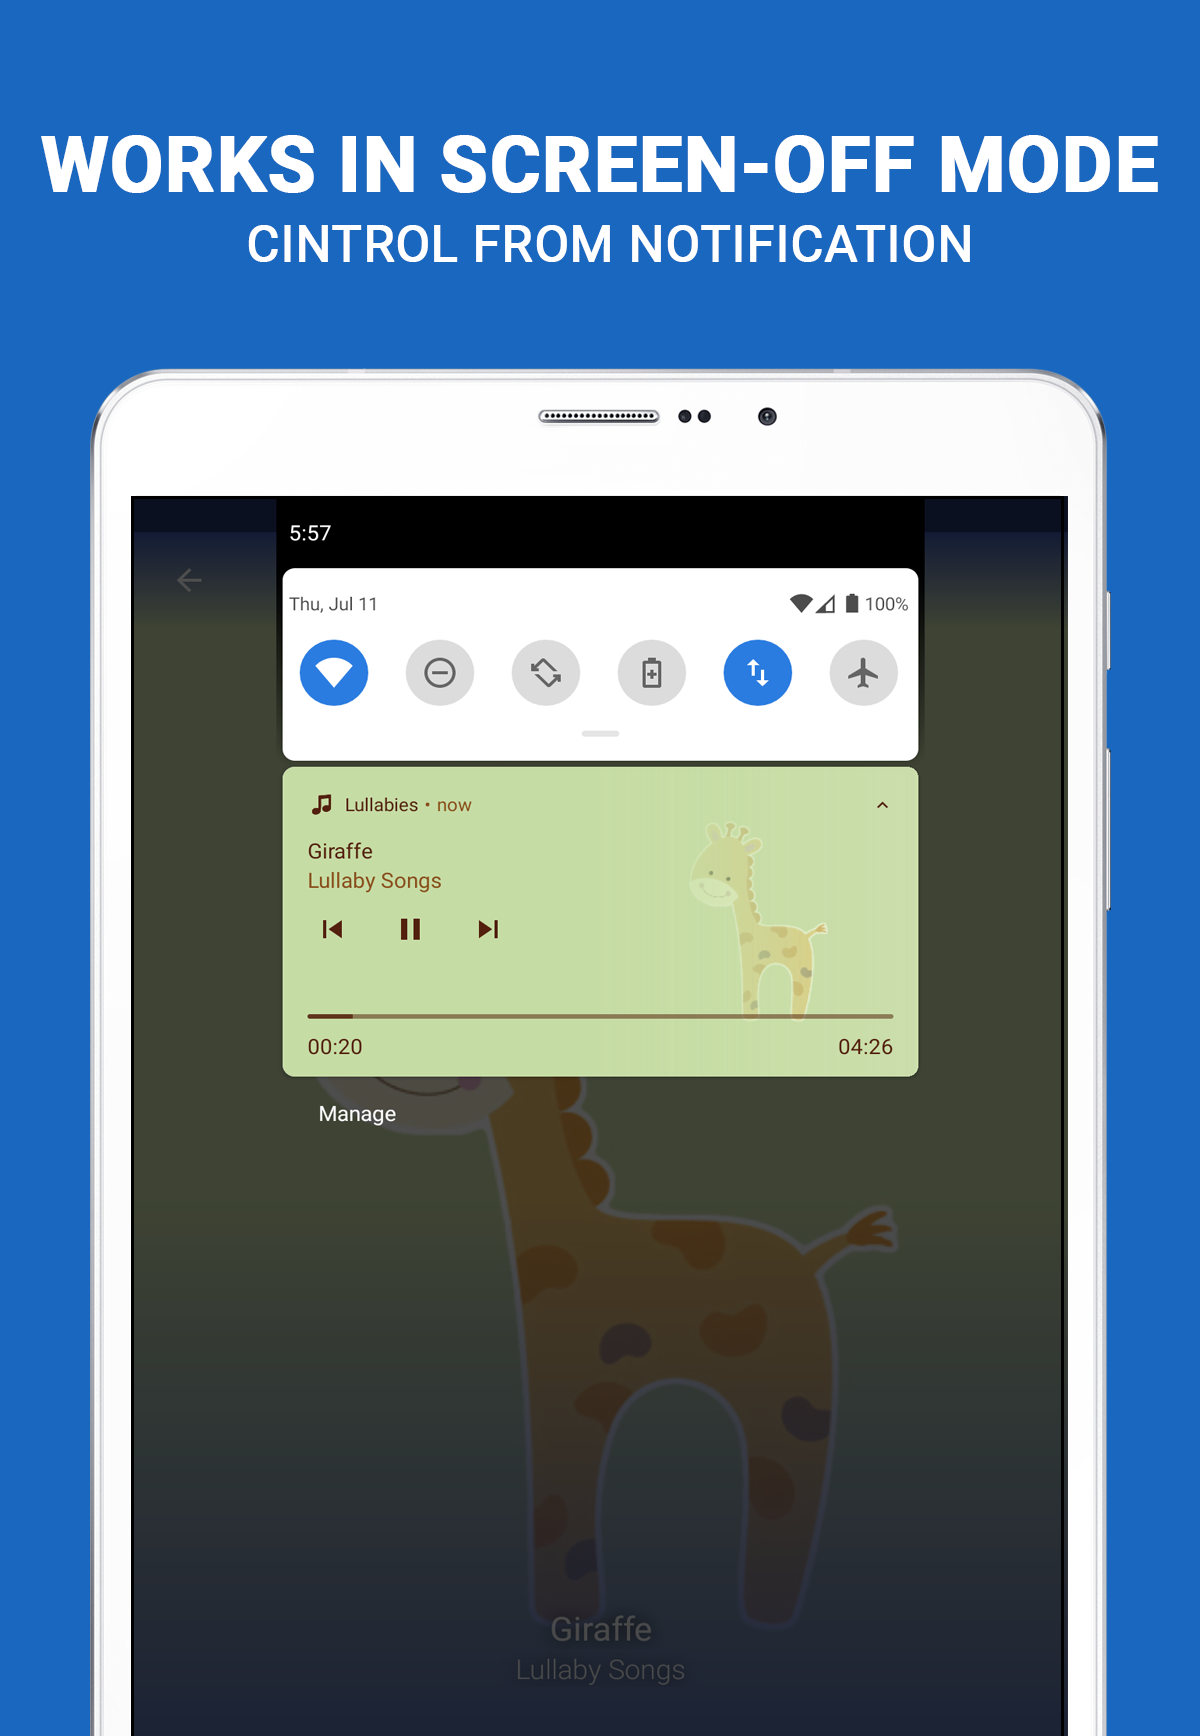 WORKS IN SCREEN-OFF MODE
CINTROL FROM NOTIFICATION
5:57
Thu, Jul 11
100%
Lullabies • now
Giraffe
Lullaby Songs
00:20
04:26
Manage
Giraffe
Lullaby Songs